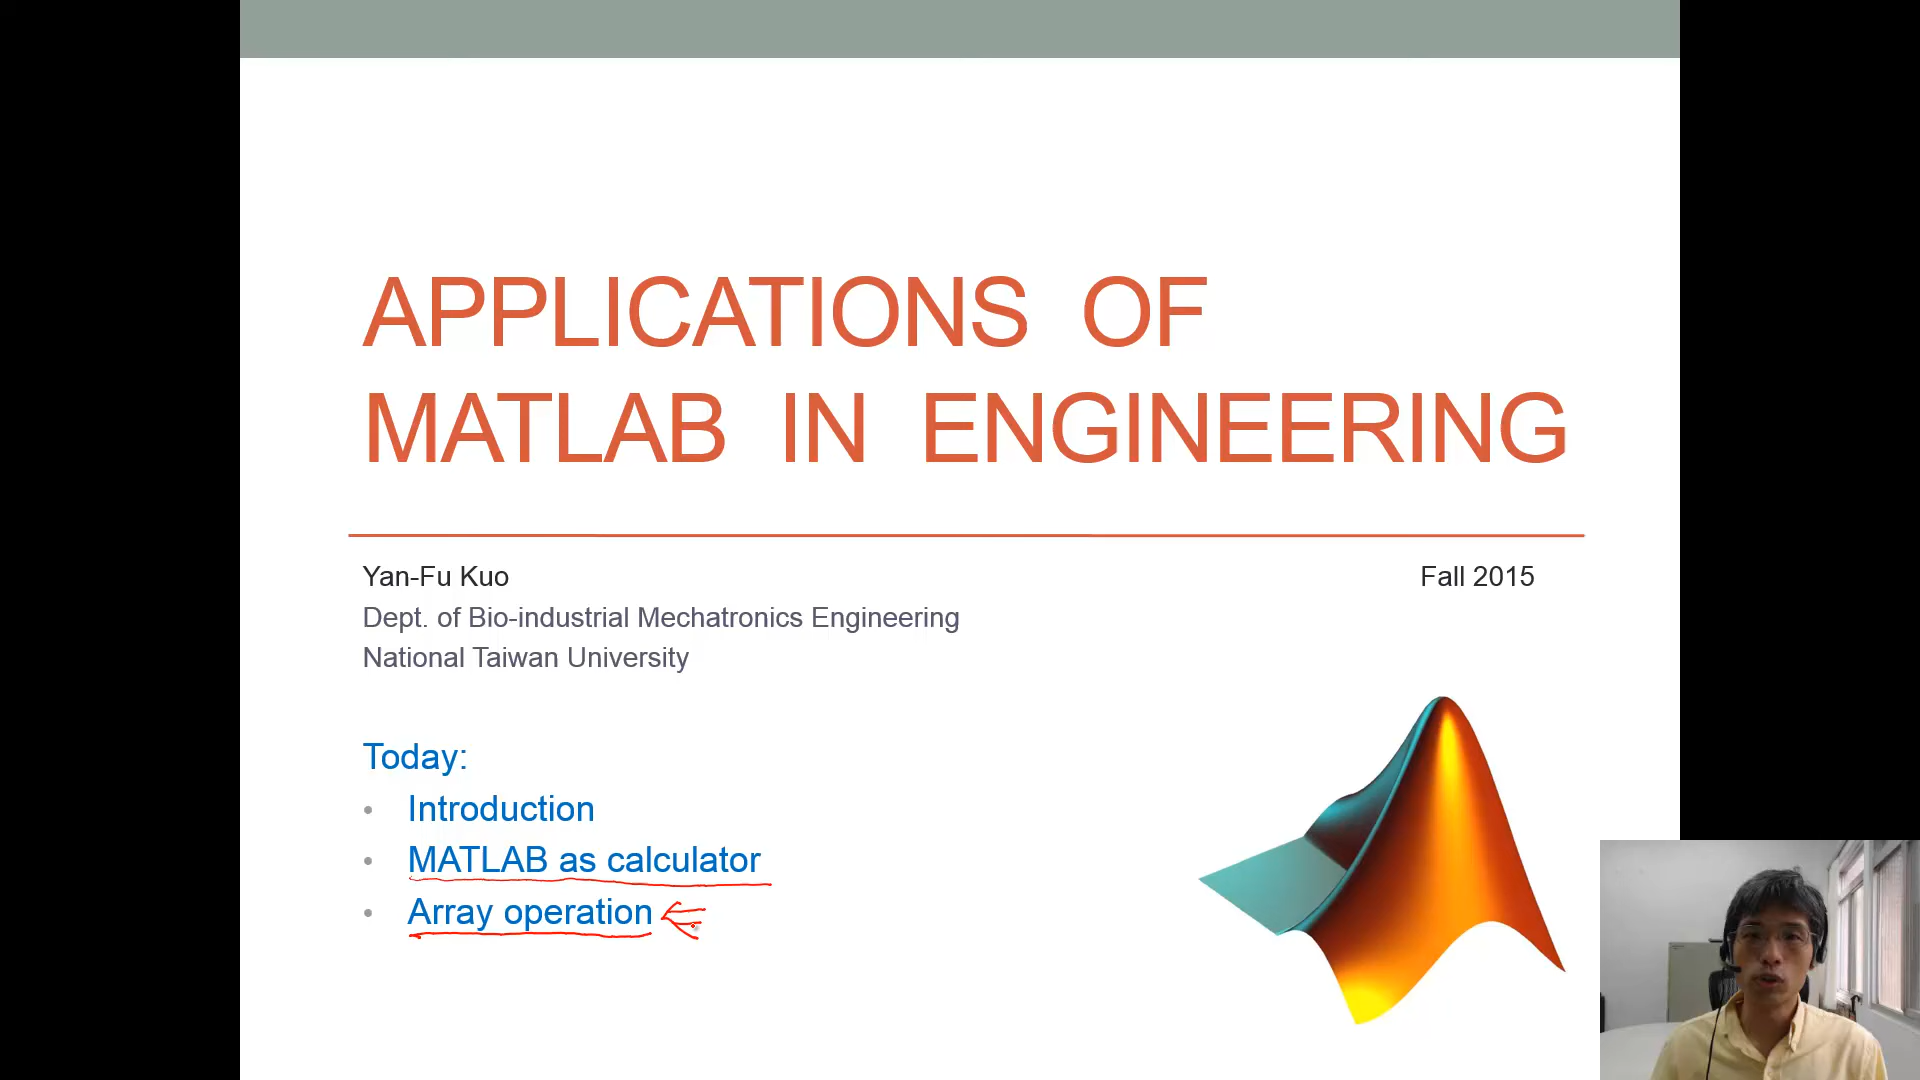 APPLICATIONS OF
MATLAB IN ENGINEERING
Yan-Fu Kuo
Fall 2015
Dept. of Bio-industrial Mechatronics Engineering
National Taiwan University
Today:
• Introduction
• MATLAB as calculator
• Array operation